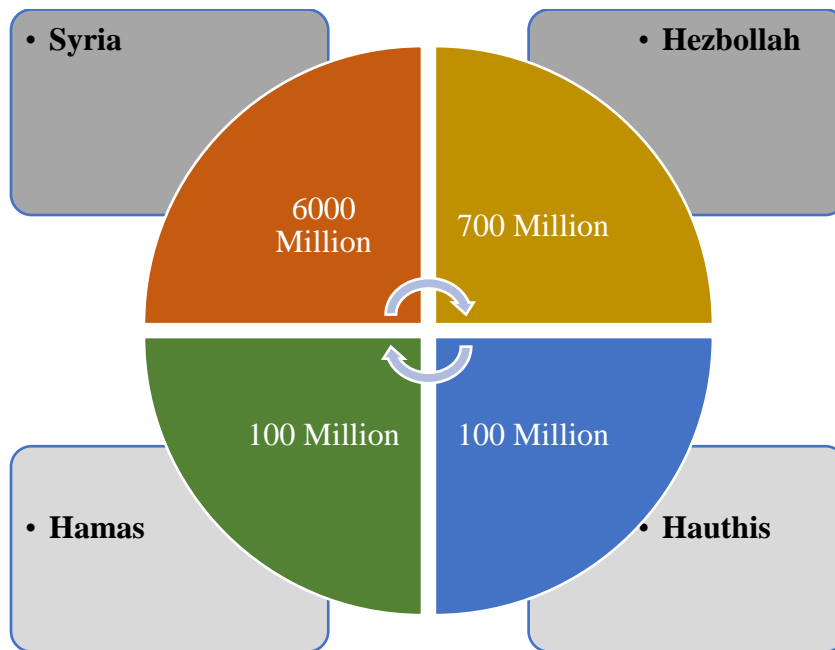 • Syria
• Hezbollah
6000
Million
700 Million
100 Million
100 Million
• Hamas
• Hauthis